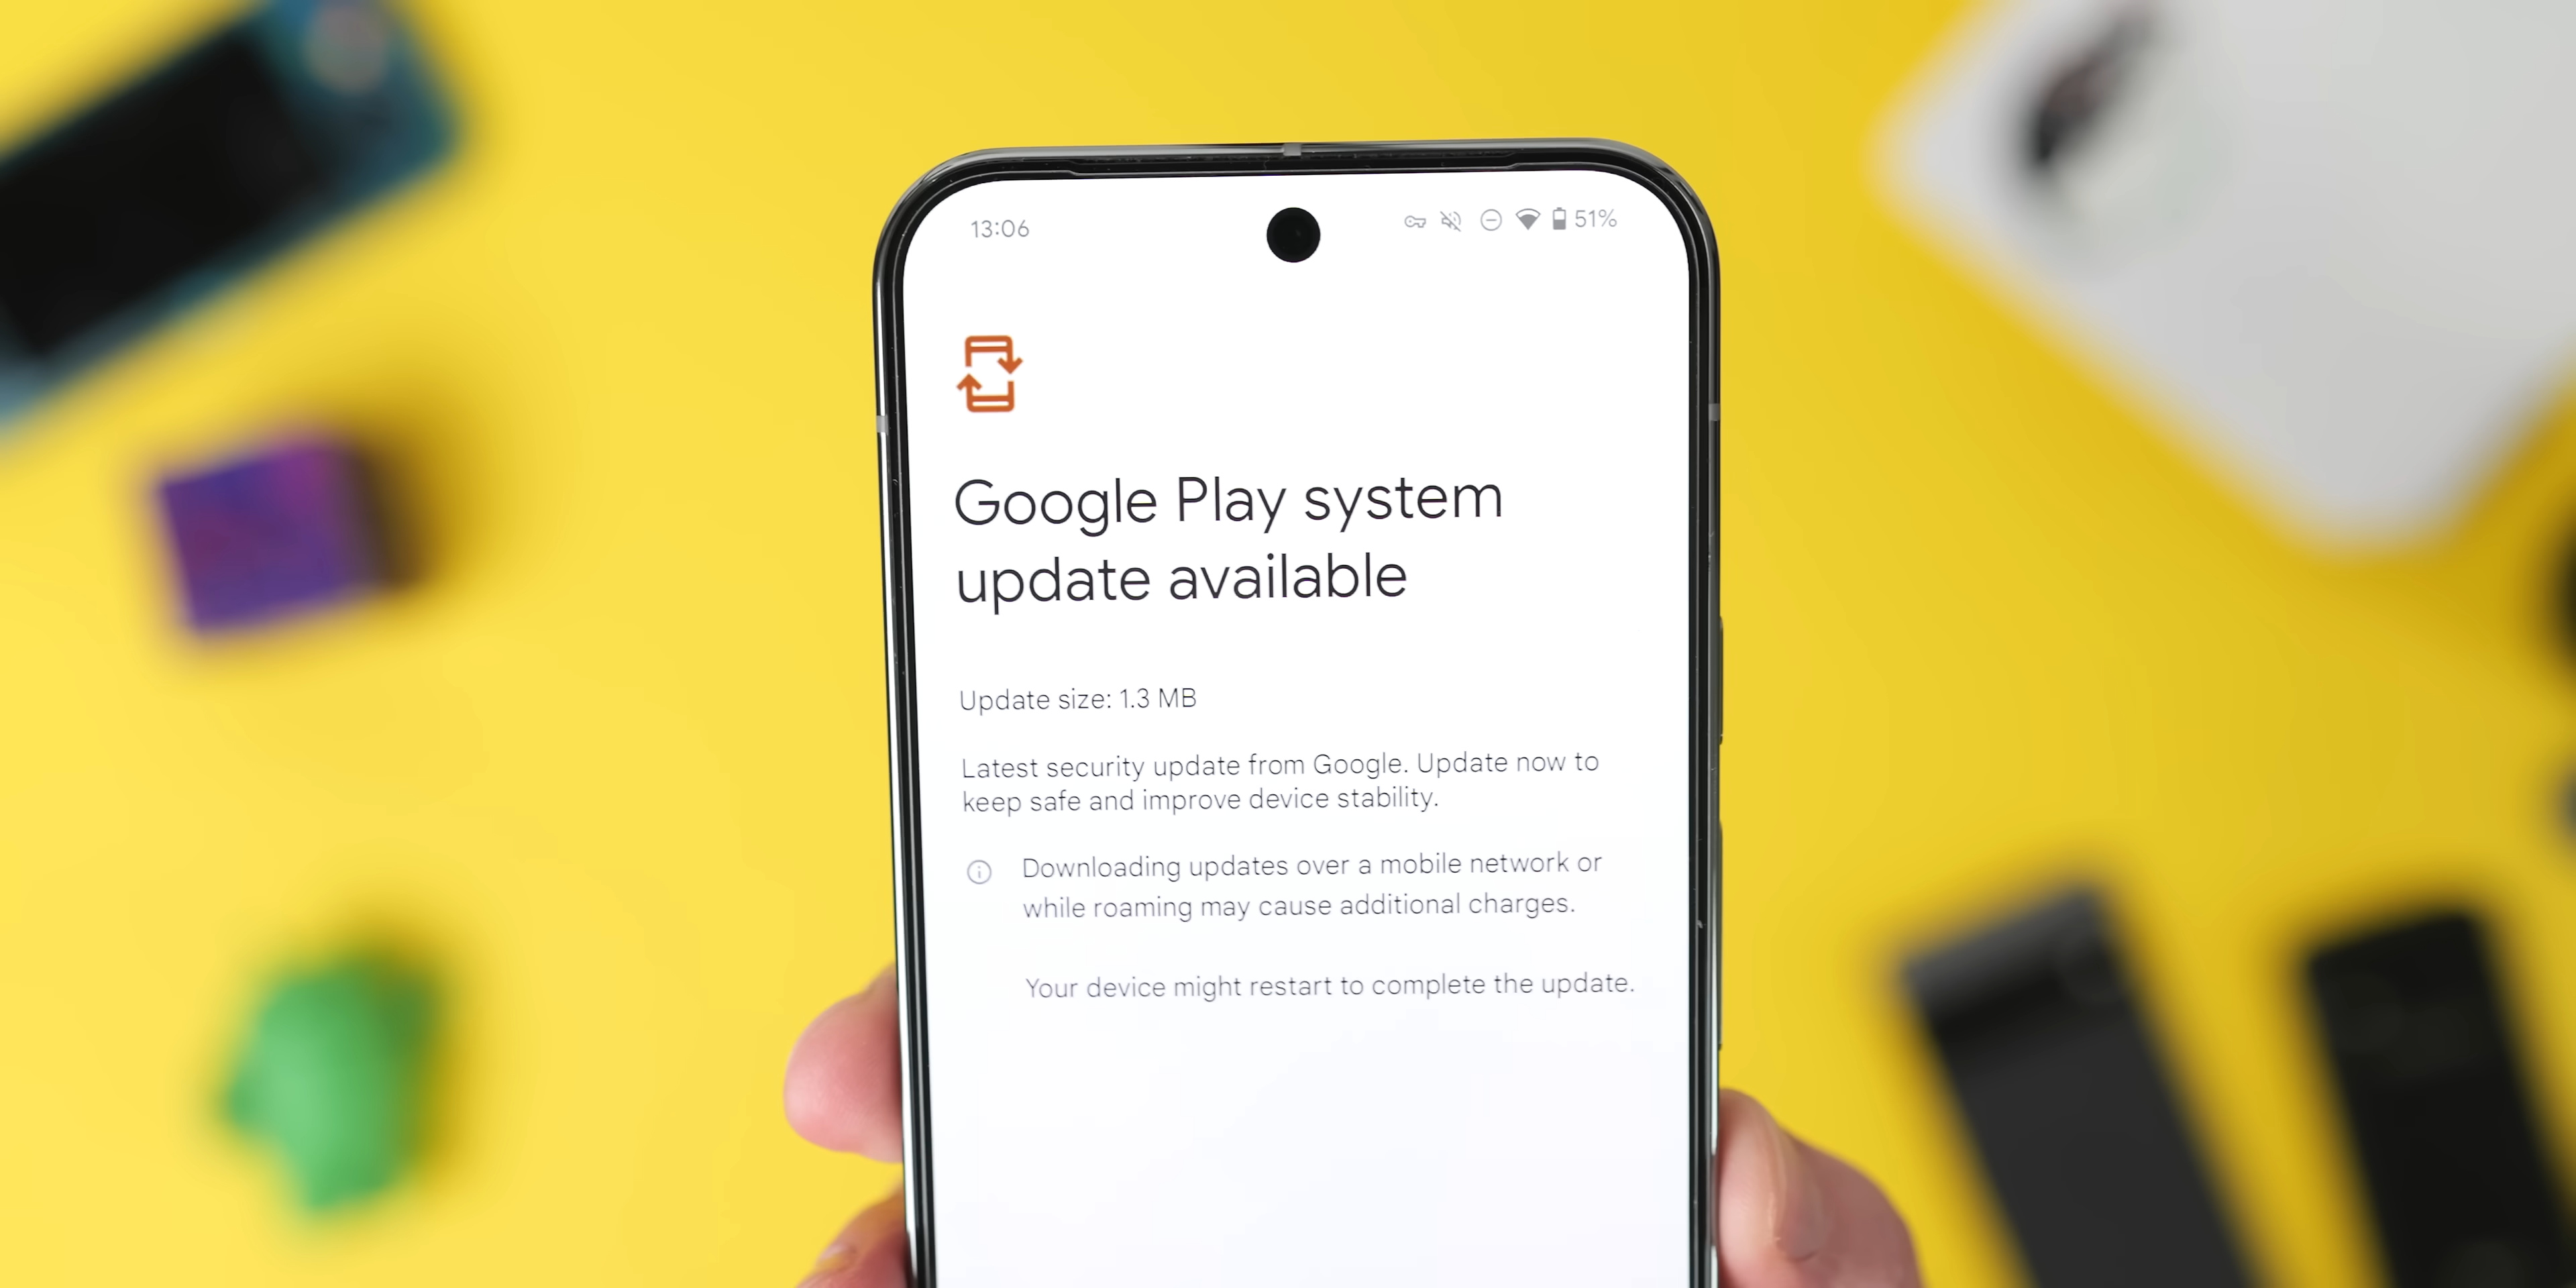 13:06
51%
Google Play system
update available
Update size: 1.3 MB
Latest security update from Google. Update now to
keep safe and improve device stability.
Downloading updates over a mobile network or
while roaming may cause additional charges.
Your device might restart to complete the update.